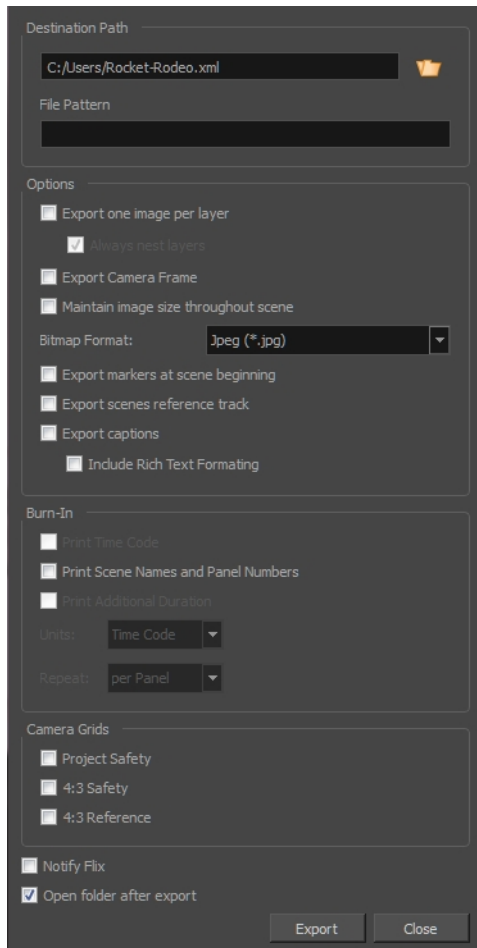 Destination Path
C:/Users/Rocket-Rodeo.xml
File Pattern
Options
Export one image per layer
Always nest layers
Export Camera Frame
Maintain image size throughout scene
Bitmap Format: Jpeg (*.jpg)
Export markers at scene beginning
Export scenes reference track
Export captions
Include Rich Text Formating
Burn-In
Print Time Code
Print Scene Names and Panel Numbers
Print Additional Duration
Units: Time Code
Repeat: per Panel
Camera Grids
Project Safety
4:3 Safety
4:3 Reference
Notify Flix
Open folder after export
Export Close